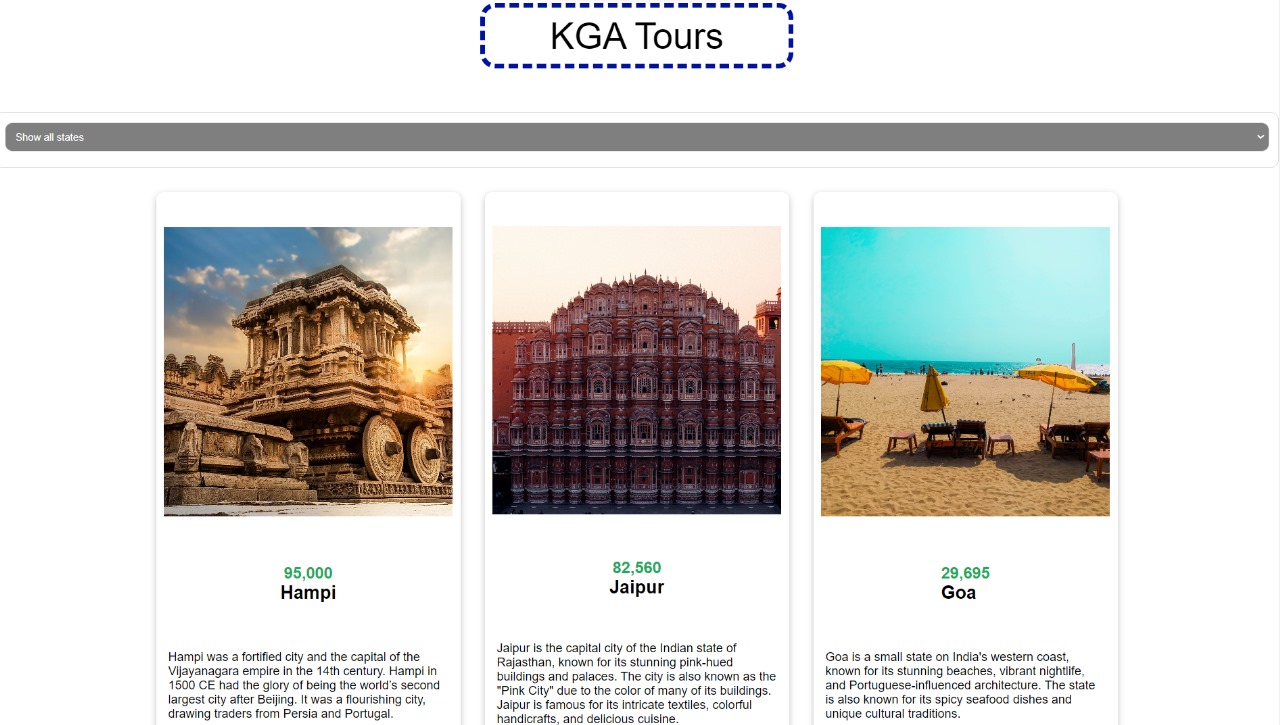 KGA Tours
Show all states
95,000
Hampi
Hampi was a fortified city and the capital of the
Vijayanagara empire in the 14th century. Hampi in
1500 CE had the glory of being the world's second
largest city after Beijing. It was a flourishing city,
drawing traders from Persia and Portugal.
82,560
Jaipur
Jaipur is the capital city of the Indian state of
Rajasthan, known for its stunning pink-hued
buildings and palaces. The city is also known as the
"Pink City" due to the color of many of its buildings.
Jaipur is famous for its intricate textiles, colorful
handicrafts, and delicious cuisine.
29,695
Goa
Goa is a small state on India's western coast,
known for its stunning beaches, vibrant nightlife,
and Portuguese-influenced architecture. The state
is also known for its spicy seafood dishes and
unique cultural traditions.